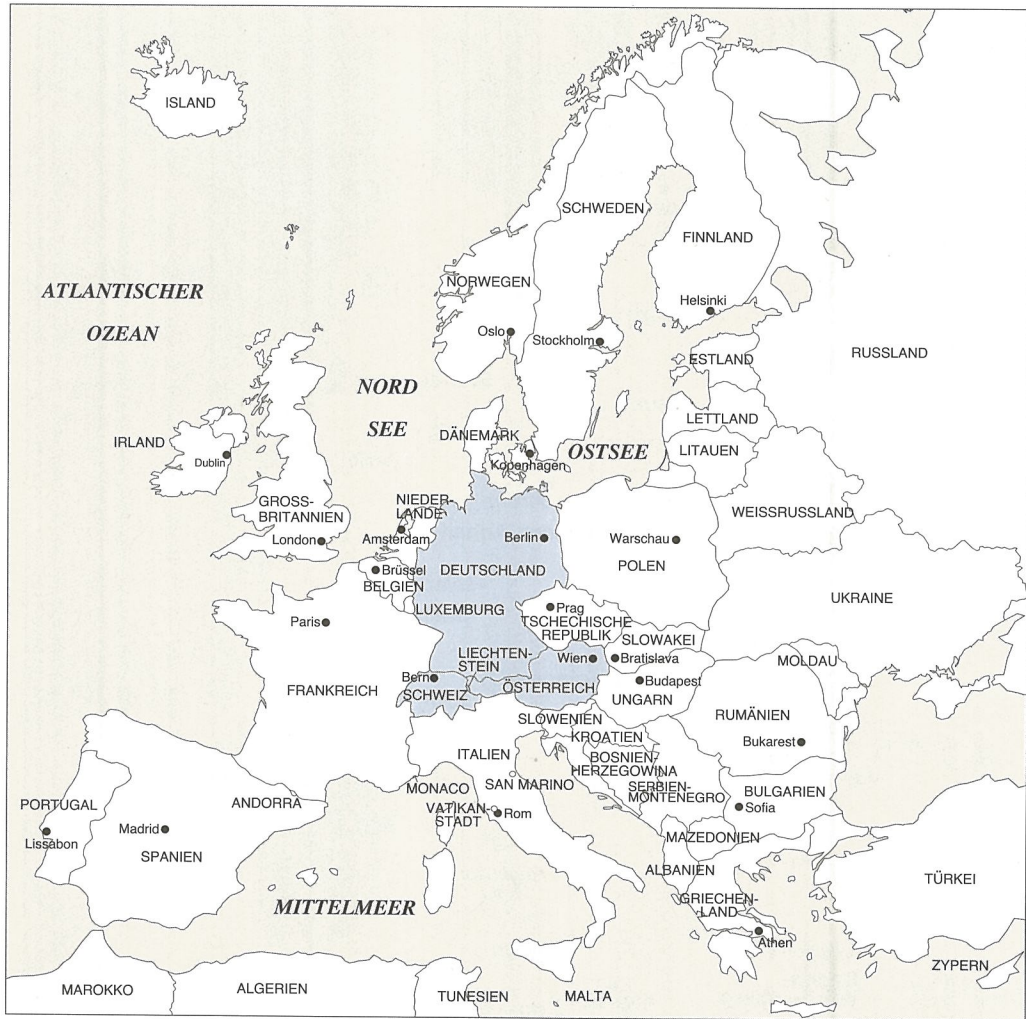 ISLAND
SCHWEDEN
FINNLAND
NORWEGEN
ATLANTISCHER
OZEAN
Helsinki
Oslo
Stockholm
ESTLAND
RUSSLAND
NORD
SEE
LETTLAND
DÄNEMARK
OSTSEE
LITAUEN
IRLAND
Dublin
Kopenhagen
GROSS-
BRITANNIEN
NIEDER-
LANDE
WEISSRUSSLAND
London
Amsterdam
Berlin
Warschau
POLEN
Brüssel
BELGIEN
DEUTSCHLAND
UKRAINE
LUXEMBURG
Prag
TSCHECHISCHE
REPUBLIK
Paris
SLOWAKEI
LIECHTEN-
STEIN
Wien
Bratislava
MOLDAU
Bern
SCHWEIZ
ÖSTERREICH
Budapest
UNGARN
FRANKREICH
SLOWENIEN
RUMÄNIEN
KROATIEN
Bukarest
ITALIEN
BOSNIEN-
HERZEGOWINA
SAN MARINO
MONACO
SERBIEN-
MONTENEGRO
BULGARIEN
ANDORRA
VATIKAN-
STADT
Rom
Sofia
PORTUGAL
Lissabon
Madrid
SPANIEN
MAZEDONIEN
ALBANIEN
TÜRKEI
GRIECHEN-
LAND
MITTELMEER
Athen
ZYPERN
MAROKKO
ALGERIEN
TUNESIEN
MALTA